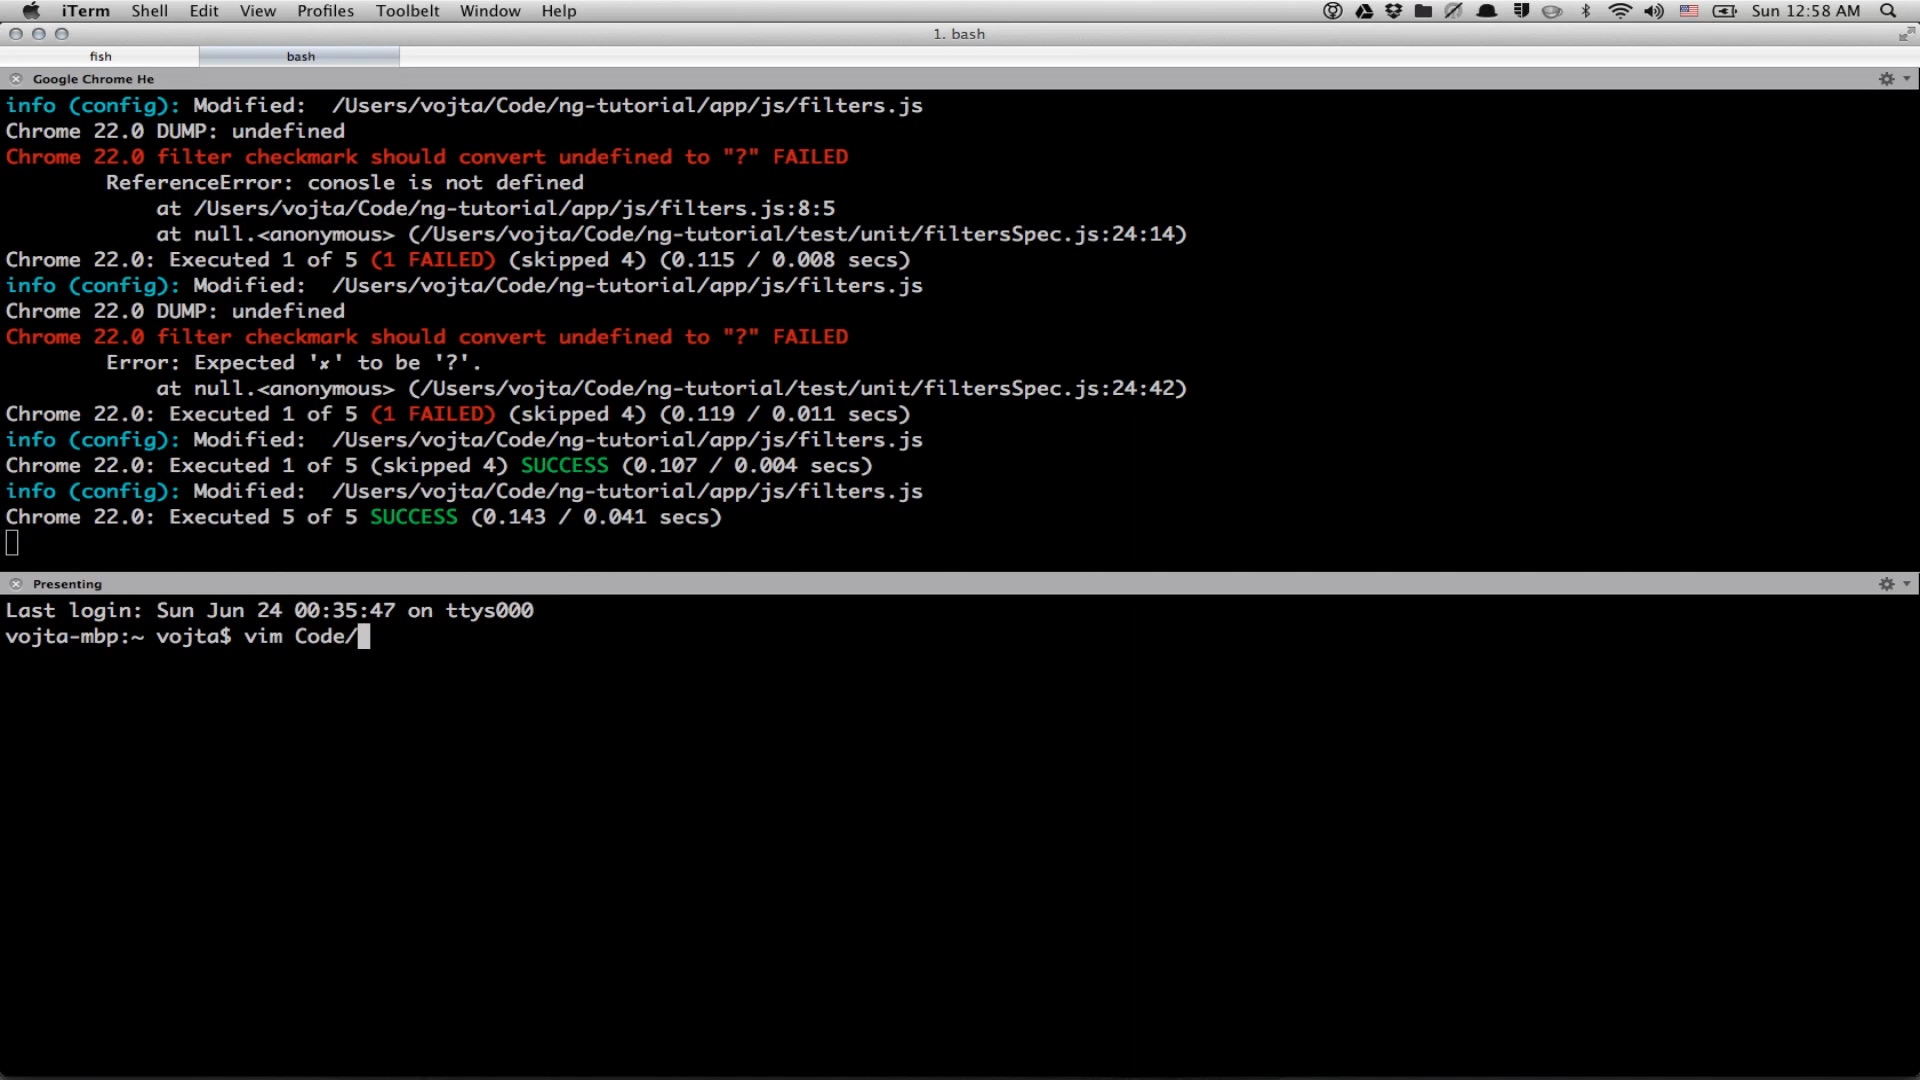 iTerm Shell Edit View Profiles Toolbelt Window Help Sun 12:58 AM
1. bash
fish bash
Google Chrome He
info (config): Modified: /Users/vojta/Code/ng-tutorial/app/js/filters.js
Chrome 22.0 DUMP: undefined
Chrome 22.0 filter checkmark should convert undefined to "?" FAILED
ReferenceError: conosle is not defined
at /Users/vojta/Code/ng-tutorial/app/js/filters.js:8:5
at null.<anonymous> (/Users/vojta/Code/ng-tutorial/test/unit/filtersSpec.js:24:14)
Chrome 22.0: Executed 1 of 5 (1 FAILED) (skipped 4) (0.115 / 0.008 secs)
info (config): Modified: /Users/vojta/Code/ng-tutorial/app/js/filters.js
Chrome 22.0 DUMP: undefined
Chrome 22.0 filter checkmark should convert undefined to "?" FAILED
Error: Expected '✘' to be '?'.
at null.<anonymous> (/Users/vojta/Code/ng-tutorial/test/unit/filtersSpec.js:24:42)
Chrome 22.0: Executed 1 of 5 (1 FAILED) (skipped 4) (0.119 / 0.011 secs)
info (config): Modified: /Users/vojta/Code/ng-tutorial/app/js/filters.js
Chrome 22.0: Executed 1 of 5 (skipped 4) SUCCESS (0.107 / 0.004 secs)
info (config): Modified: /Users/vojta/Code/ng-tutorial/app/js/filters.js
Chrome 22.0: Executed 5 of 5 SUCCESS (0.143 / 0.041 secs)
Presenting
Last login: Sun Jun 24 00:35:47 on ttys000
vojta-mbp:~ vojta$ vim Code/